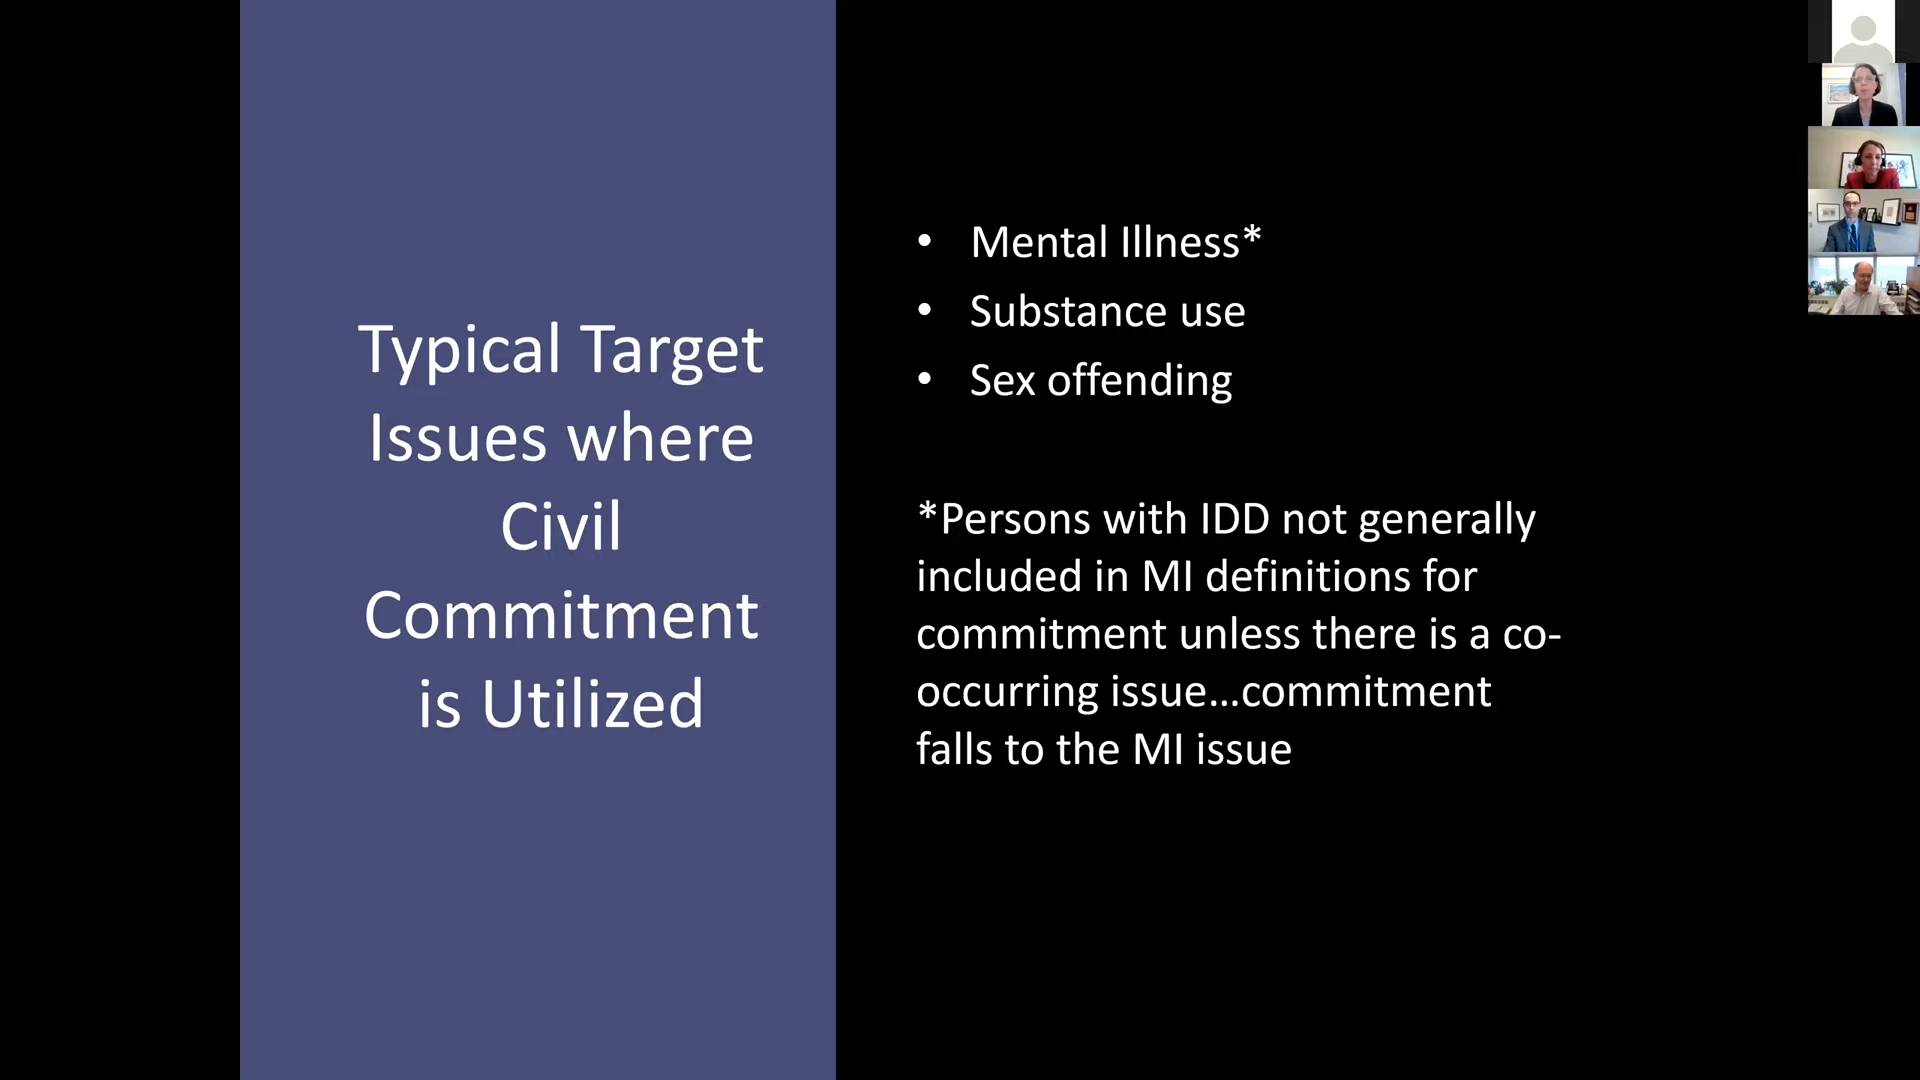 Typical Target
Issues where
Civil
Commitment
is Utilized
• Mental Illness*
• Substance use
• Sex offending
*Persons with IDD not generally
included in MI definitions for
commitment unless there is a co-
occurring issue...commitment
falls to the MI issue